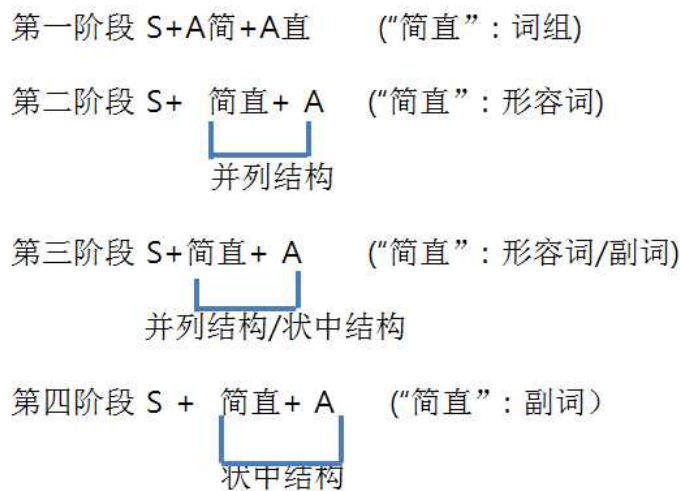 第一阶段 S+A简+A直 (“简直”：词组)
第二阶段 S+ 简直+ A (“简直”：形容词)
并列结构
第三阶段 S+简直+ A (“简直”：形容词/副词)
并列结构/状中结构
第四阶段 S + 简直+ A (“简直”：副词）
状中结构